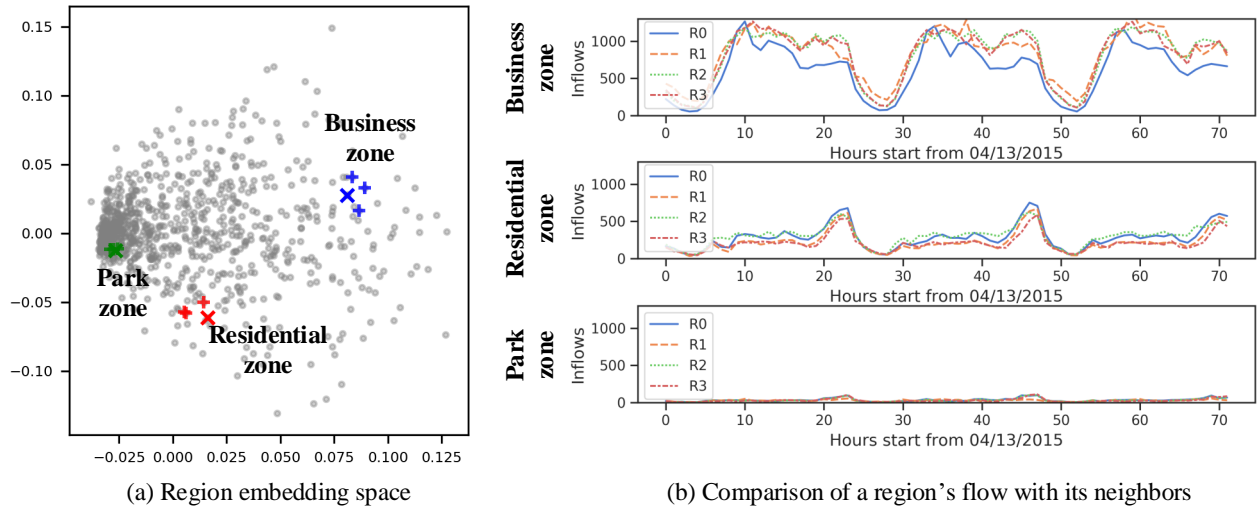 0.15
0.10
0.05
0.00
−0.05
−0.10
−0.025
0.000
0.025
0.050
0.075
0.100
0.125
Business
zone
Park
zone
Residential
zone
(a) Region embedding space
Business
zone
Inflows
1000
500
0
R0
R1
R2
R3
0
10
20
30
40
50
60
70
Hours start from 04/13/2015
Residential
zone
Inflows
1000
500
0
R0
R1
R2
R3
0
10
20
30
40
50
60
70
Hours start from 04/13/2015
Park
zone
Inflows
1000
500
0
R0
R1
R2
R3
0
10
20
30
40
50
60
70
Hours start from 04/13/2015
(b) Comparison of a region’s flow with its neighbors